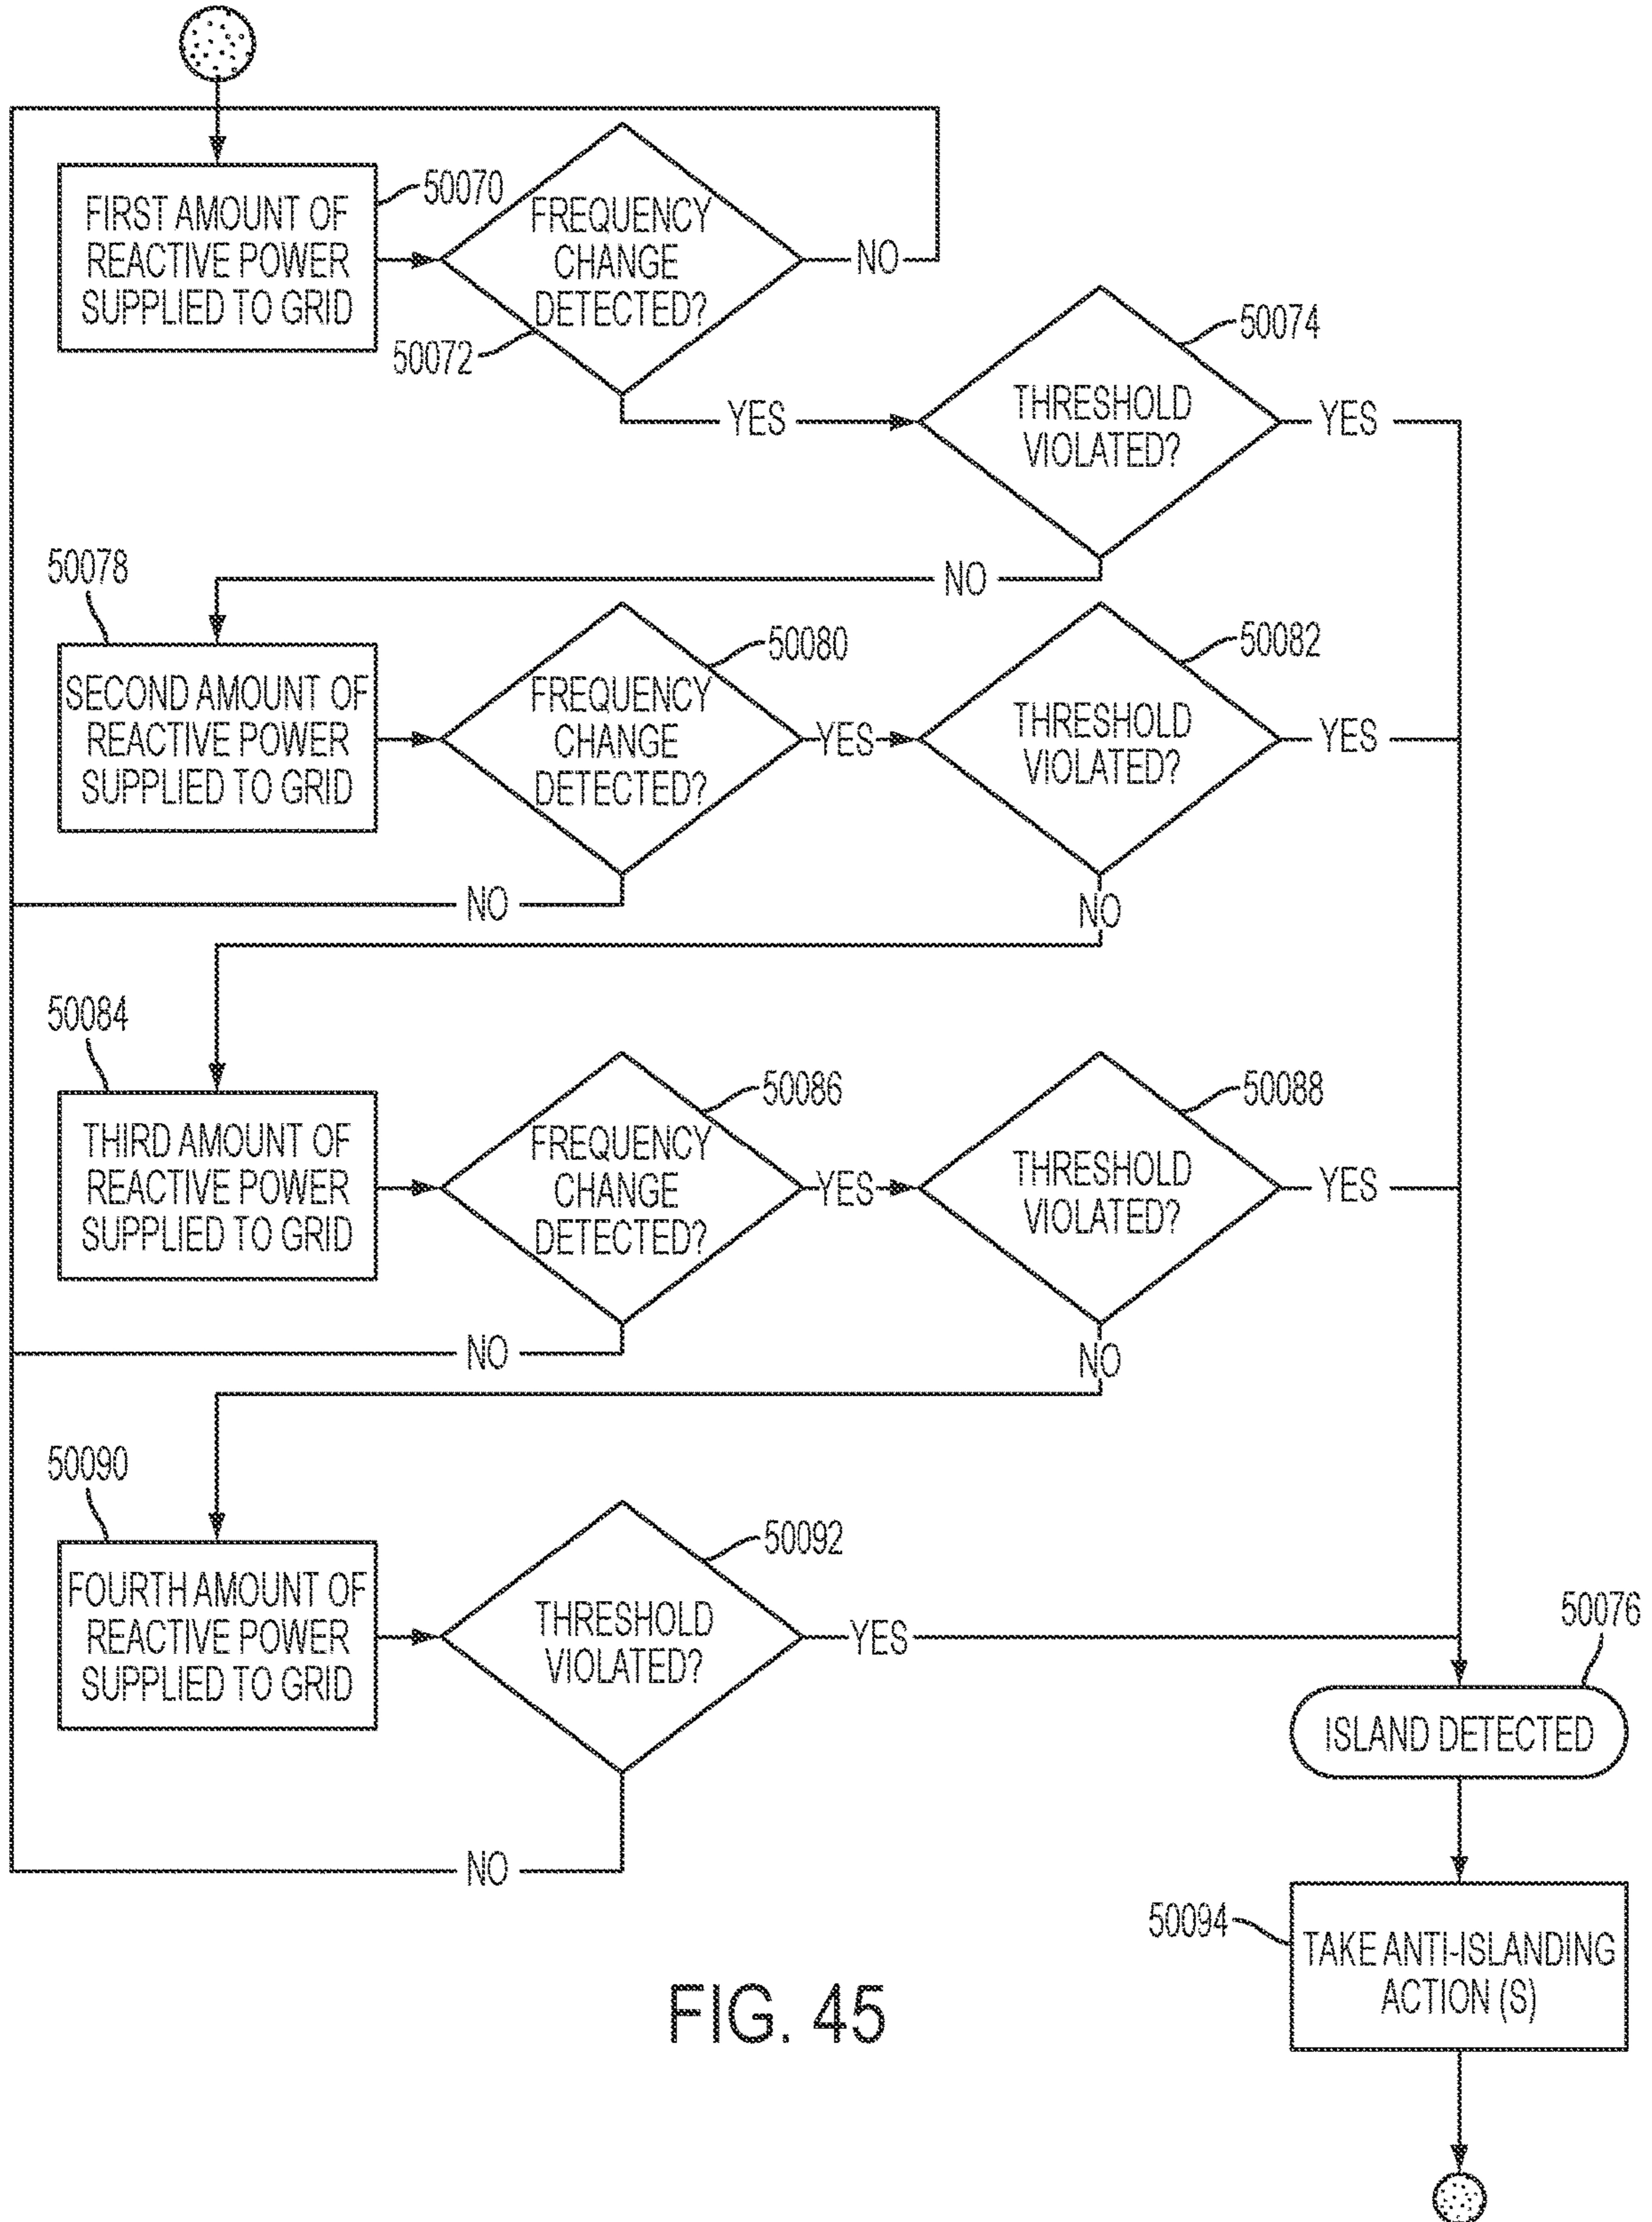 FIRST AMOUNT OF
REACTIVE POWER
SUPPLIED TO GRID
50070
FREQUENCY
CHANGE
DETECTED?
50072
NO
YES
THRESHOLD
VIOLATED?
50074
YES
NO
50078
SECOND AMOUNT OF
REACTIVE POWER
SUPPLIED TO GRID
FREQUENCY
CHANGE
DETECTED?
50080
YES
THRESHOLD
VIOLATED?
50082
YES
NO
NO
50084
THIRD AMOUNT OF
REACTIVE POWER
SUPPLIED TO GRID
FREQUENCY
CHANGE
DETECTED?
50086
YES
THRESHOLD
VIOLATED?
50088
YES
NO
NO
50090
FOURTH AMOUNT OF
REACTIVE POWER
SUPPLIED TO GRID
THRESHOLD
VIOLATED?
50092
YES
NO
50076
ISLAND DETECTED
50094
TAKE ANTI-ISLANDING
ACTION (S)
FIG. 45